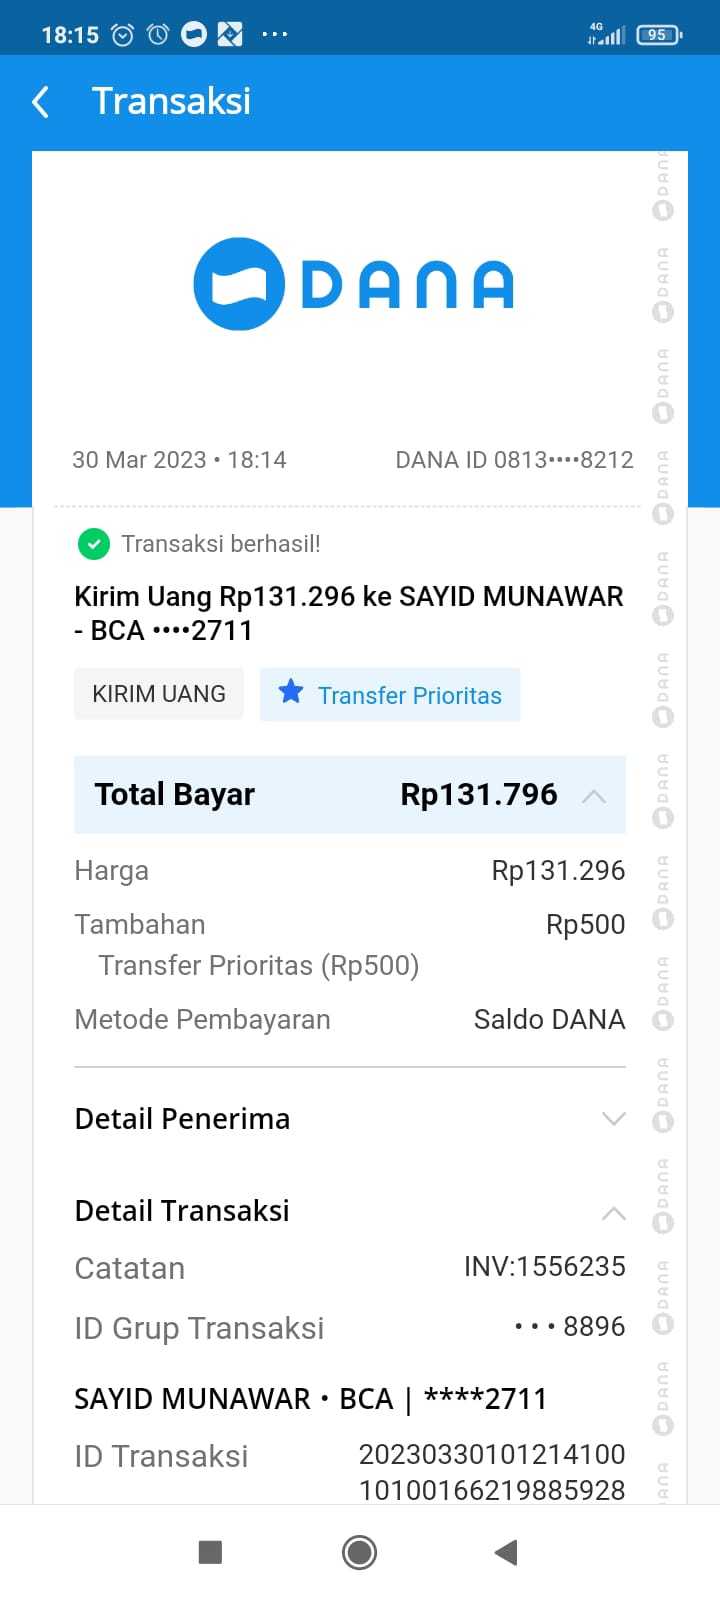 18:15
4G
95
Transaksi
DANA
30 Mar 2023 • 18:14
DANA ID 0813••••8212
Transaksi berhasil!
Kirim Uang Rp131.296 ke SAYID MUNAWAR
- BCA ••••2711
KIRIM UANG
Transfer Prioritas
Total Bayar Rp131.796
Harga Rp131.296
Tambahan Rp500
Transfer Prioritas (Rp500)
Metode Pembayaran Saldo DANA
Detail Penerima
Detail Transaksi
Catatan INV:1556235
ID Grup Transaksi • • • 8896
SAYID MUNAWAR • BCA | ****2711
ID Transaksi 20230330101214100
10100166219885928
DANA
DANA
DANA
DANA
DANA
DANA
DANA
DANA
DANA
DANA
DANA
DANA
DANA